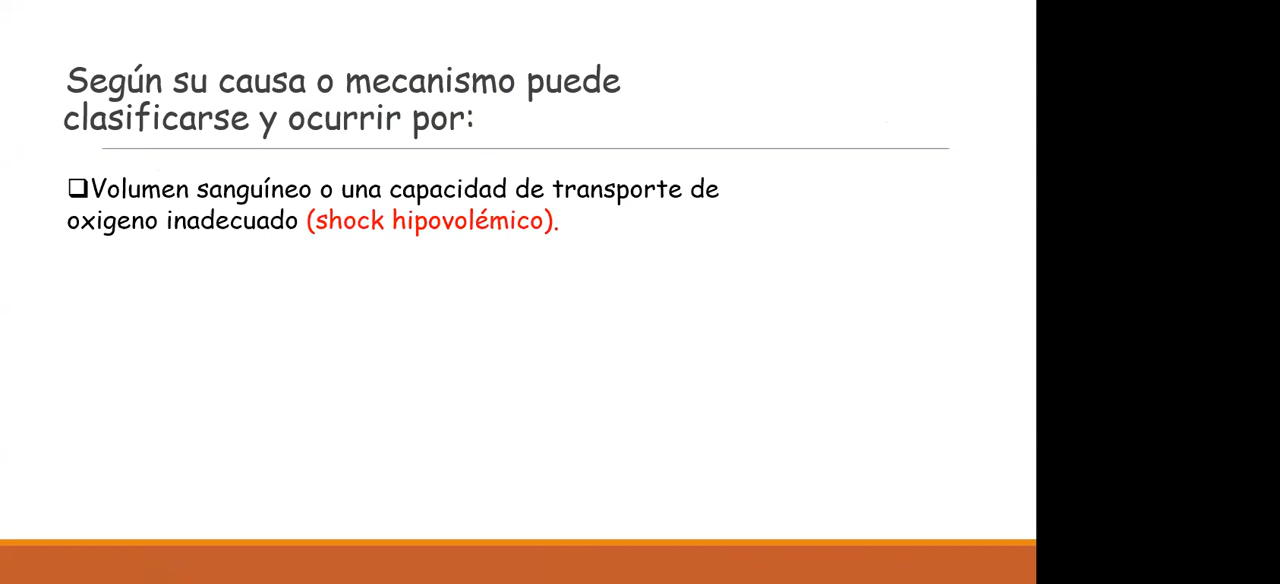 Según su causa o mecanismo puede
clasificarse y ocurrir por:
❑Volumen sanguíneo o una capacidad de transporte de
oxigeno inadecuado (shock hipovolémico).